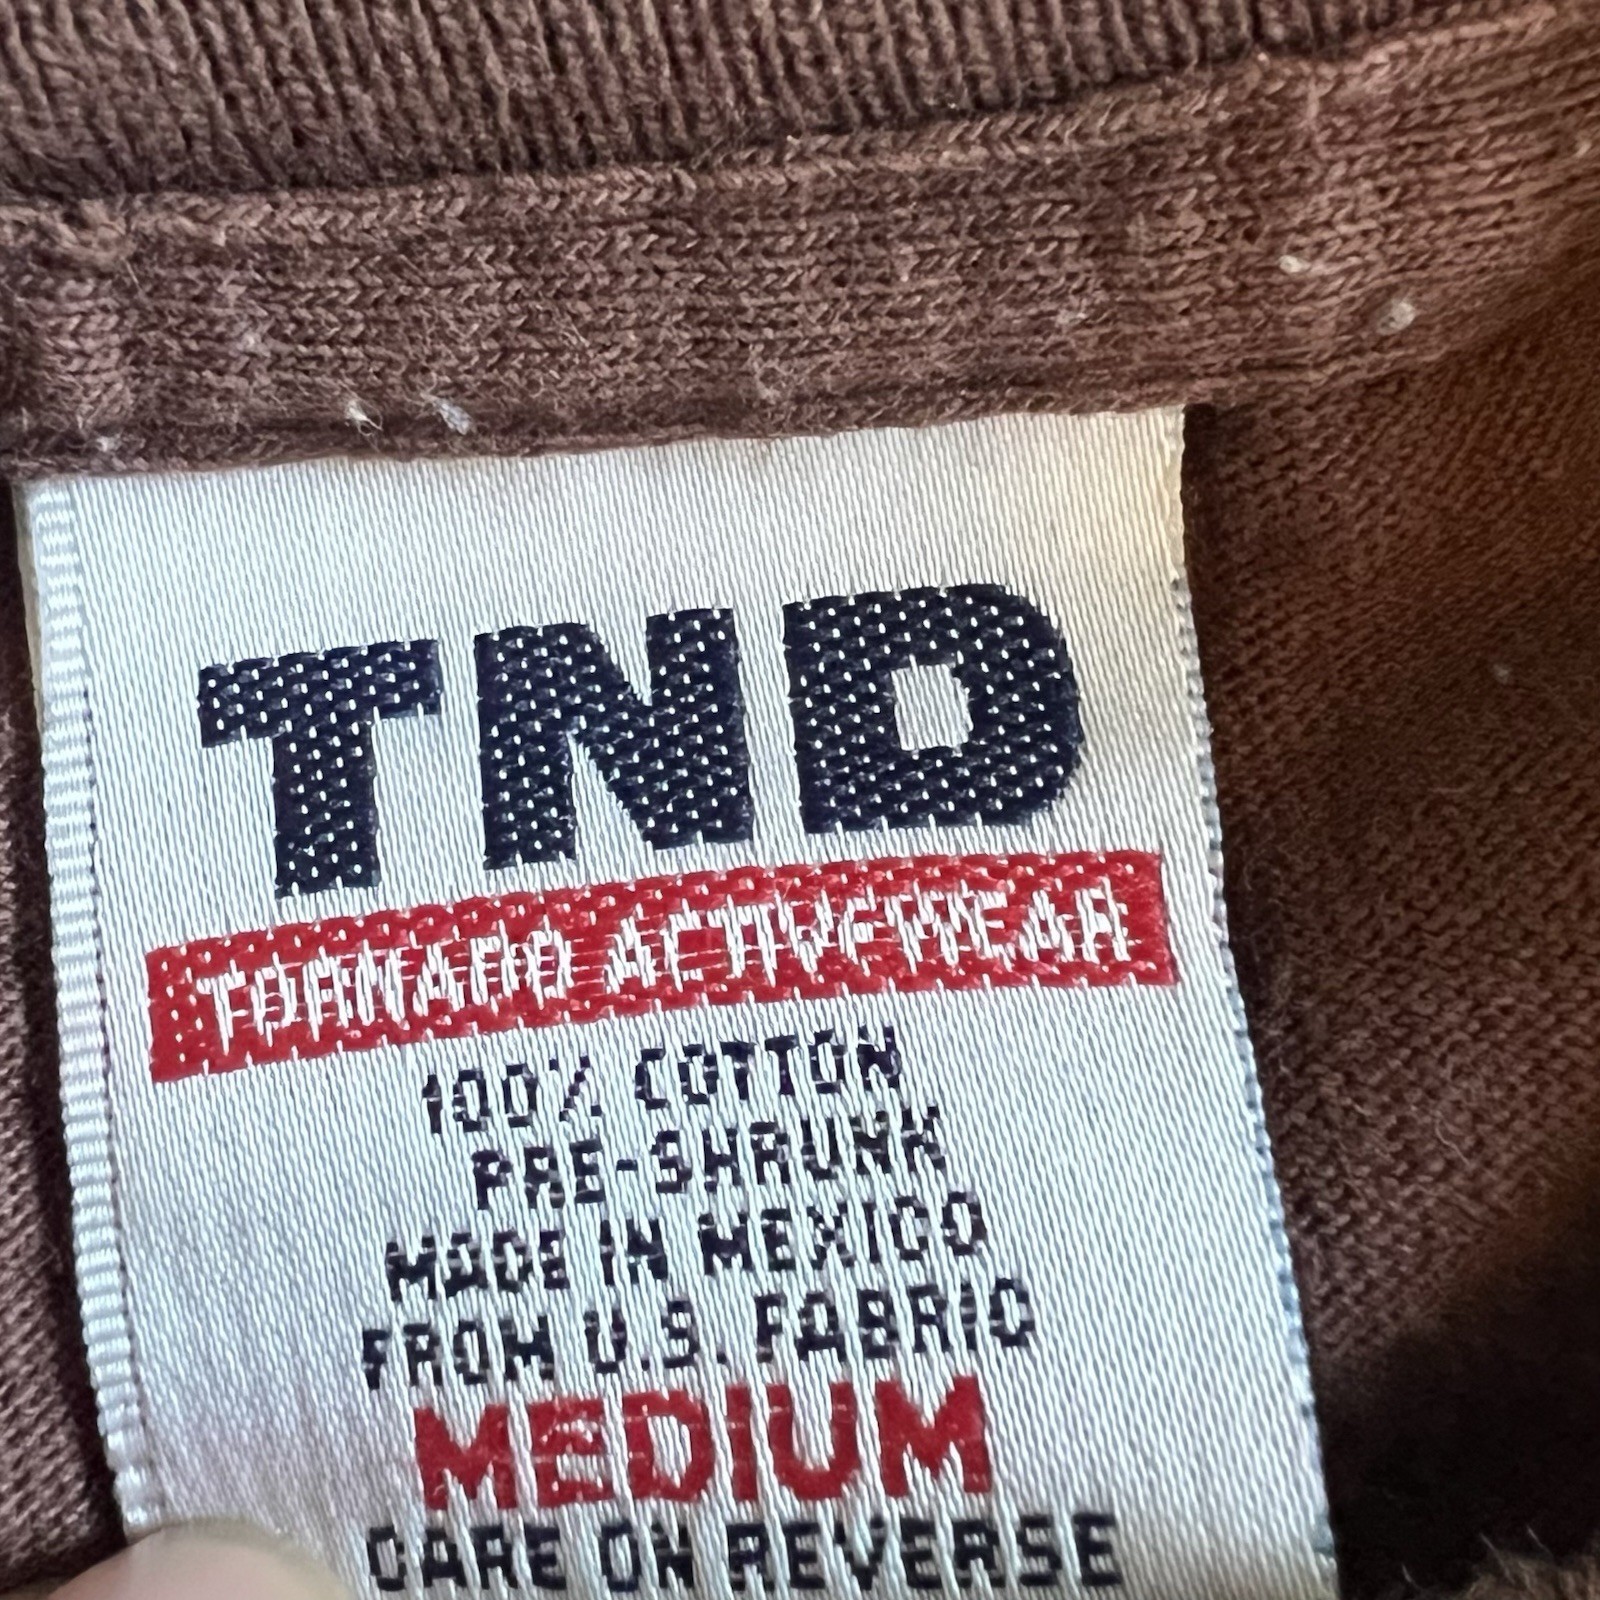 TND
TORNADO ACTIVEWEAR
100% COTTON
PRE-SHRUNK
MADE IN MEXICO
FROM U.S. FABRIC
MEDIUM
CARE ON REVERSE